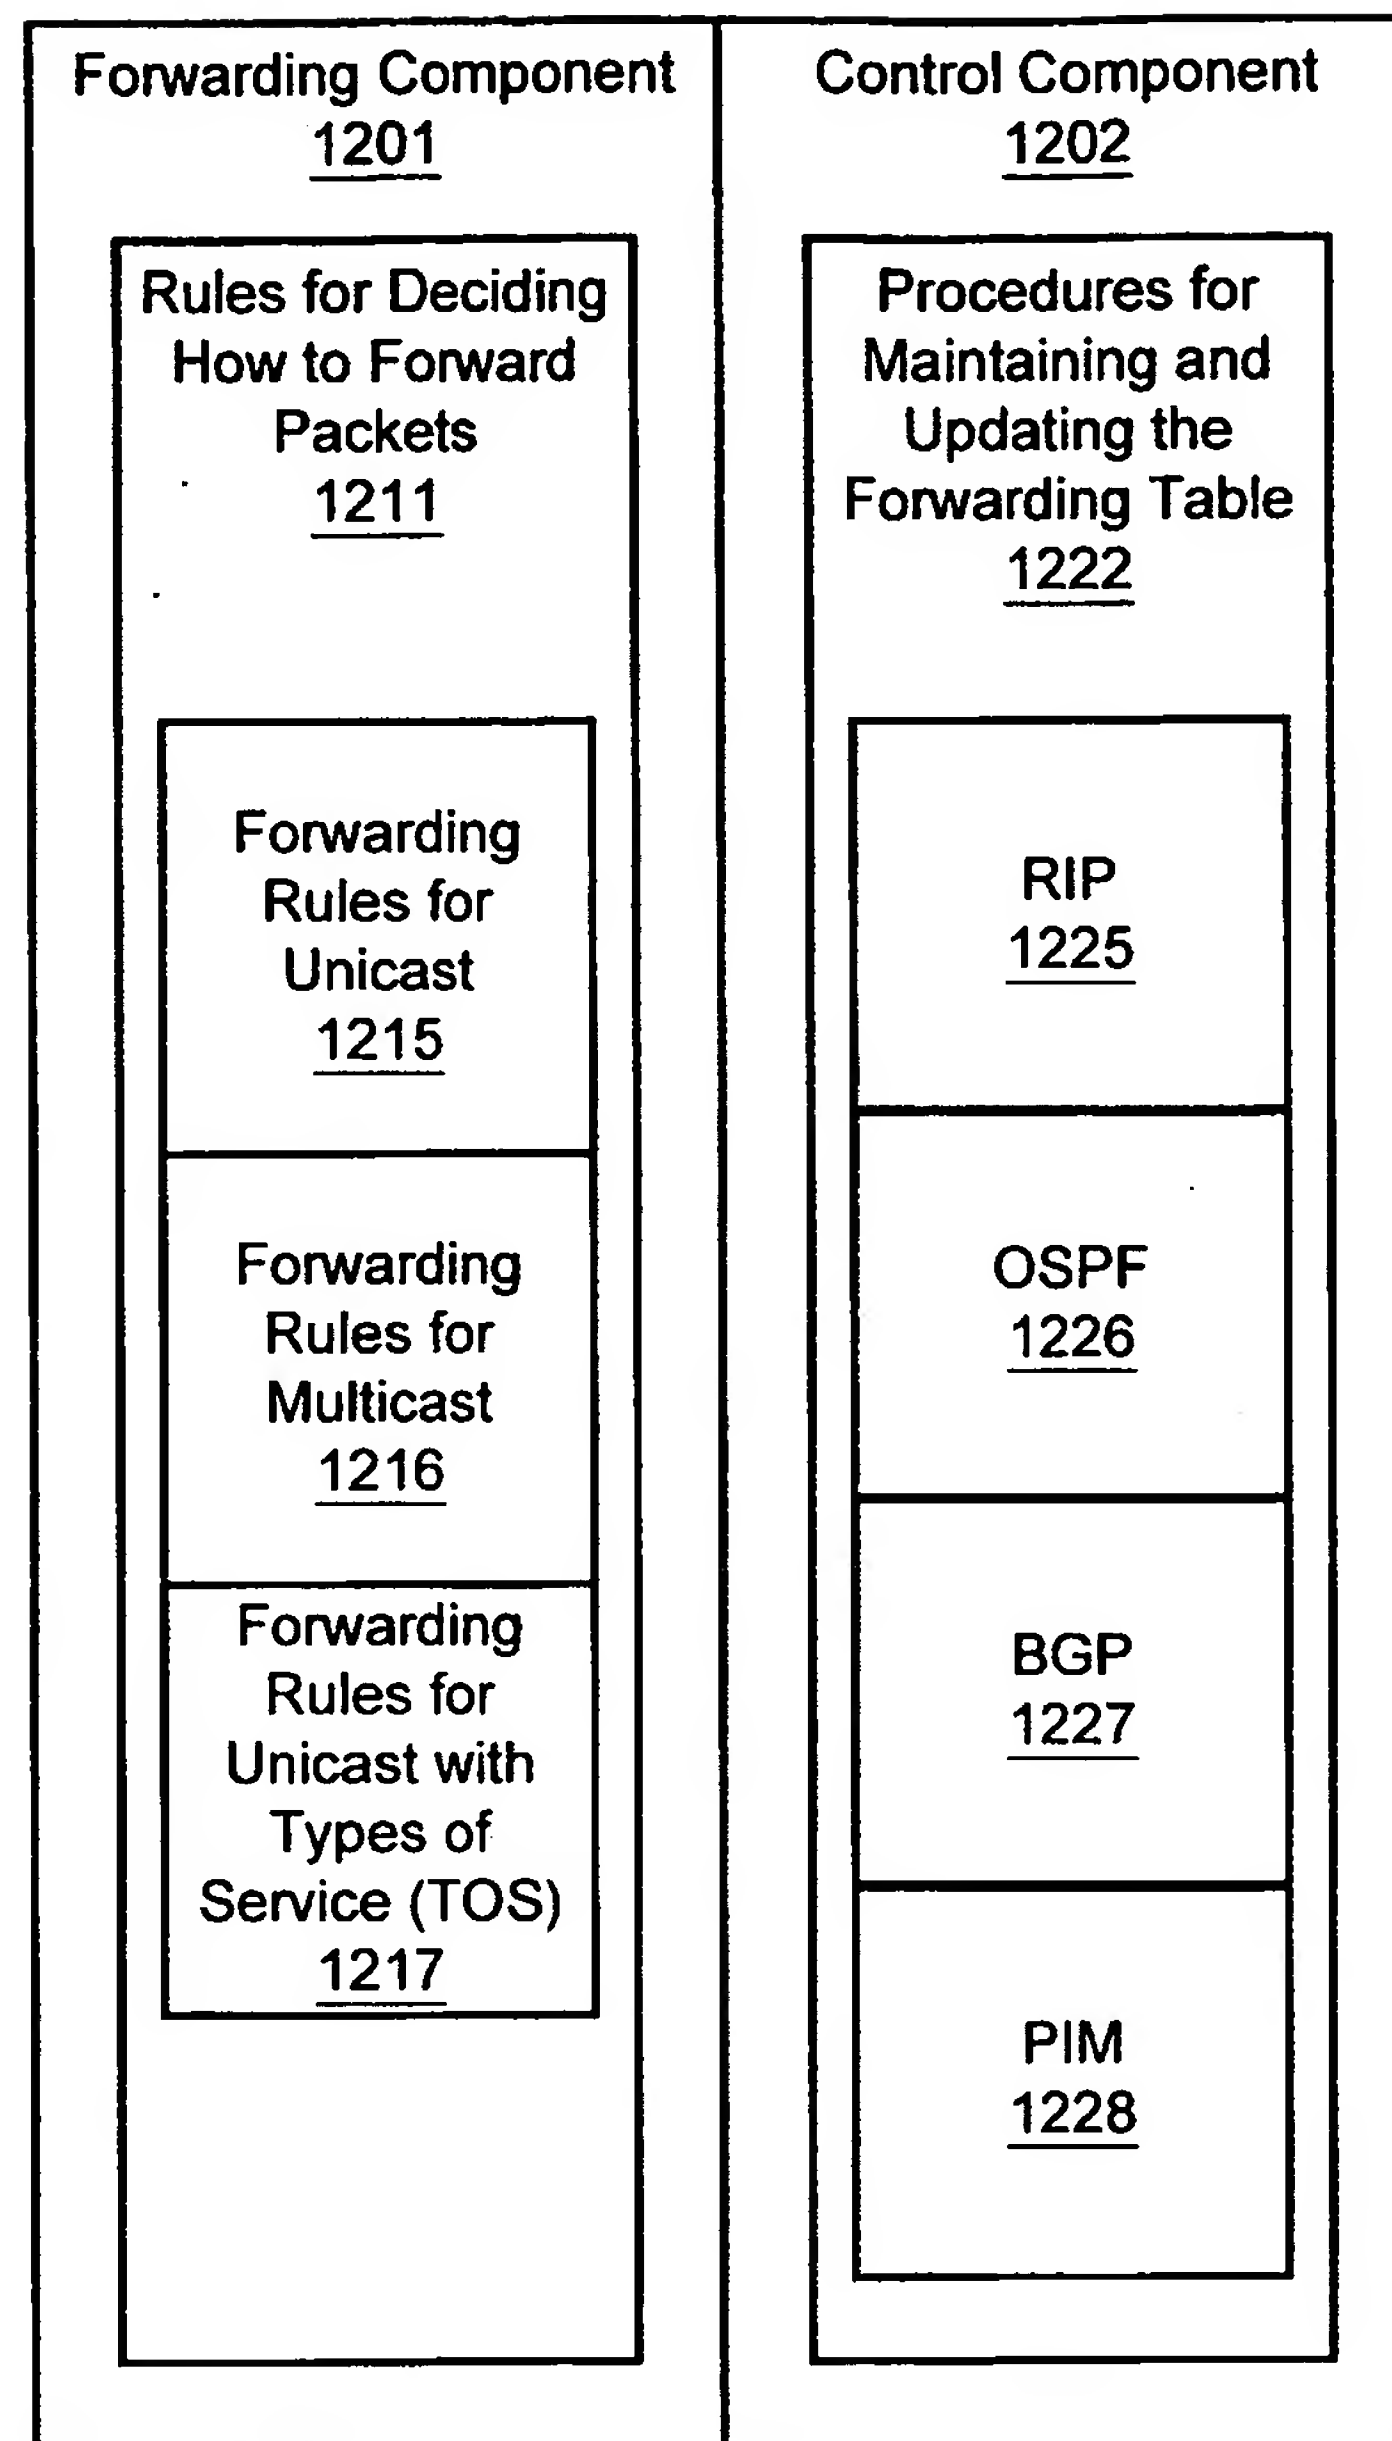 Forwarding Component
1201
Rules for Deciding
How to Forward
Packets
1211
Forwarding
Rules for
Unicast
1215
Forwarding
Rules for
Multicast
1216
Forwarding
Rules for
Unicast with
Types of
Service (TOS)
1217
Control Component
1202
Procedures for
Maintaining and
Updating the
Forwarding Table
1222
RIP
1225
OSPF
1226
BGP
1227
PIM
1228